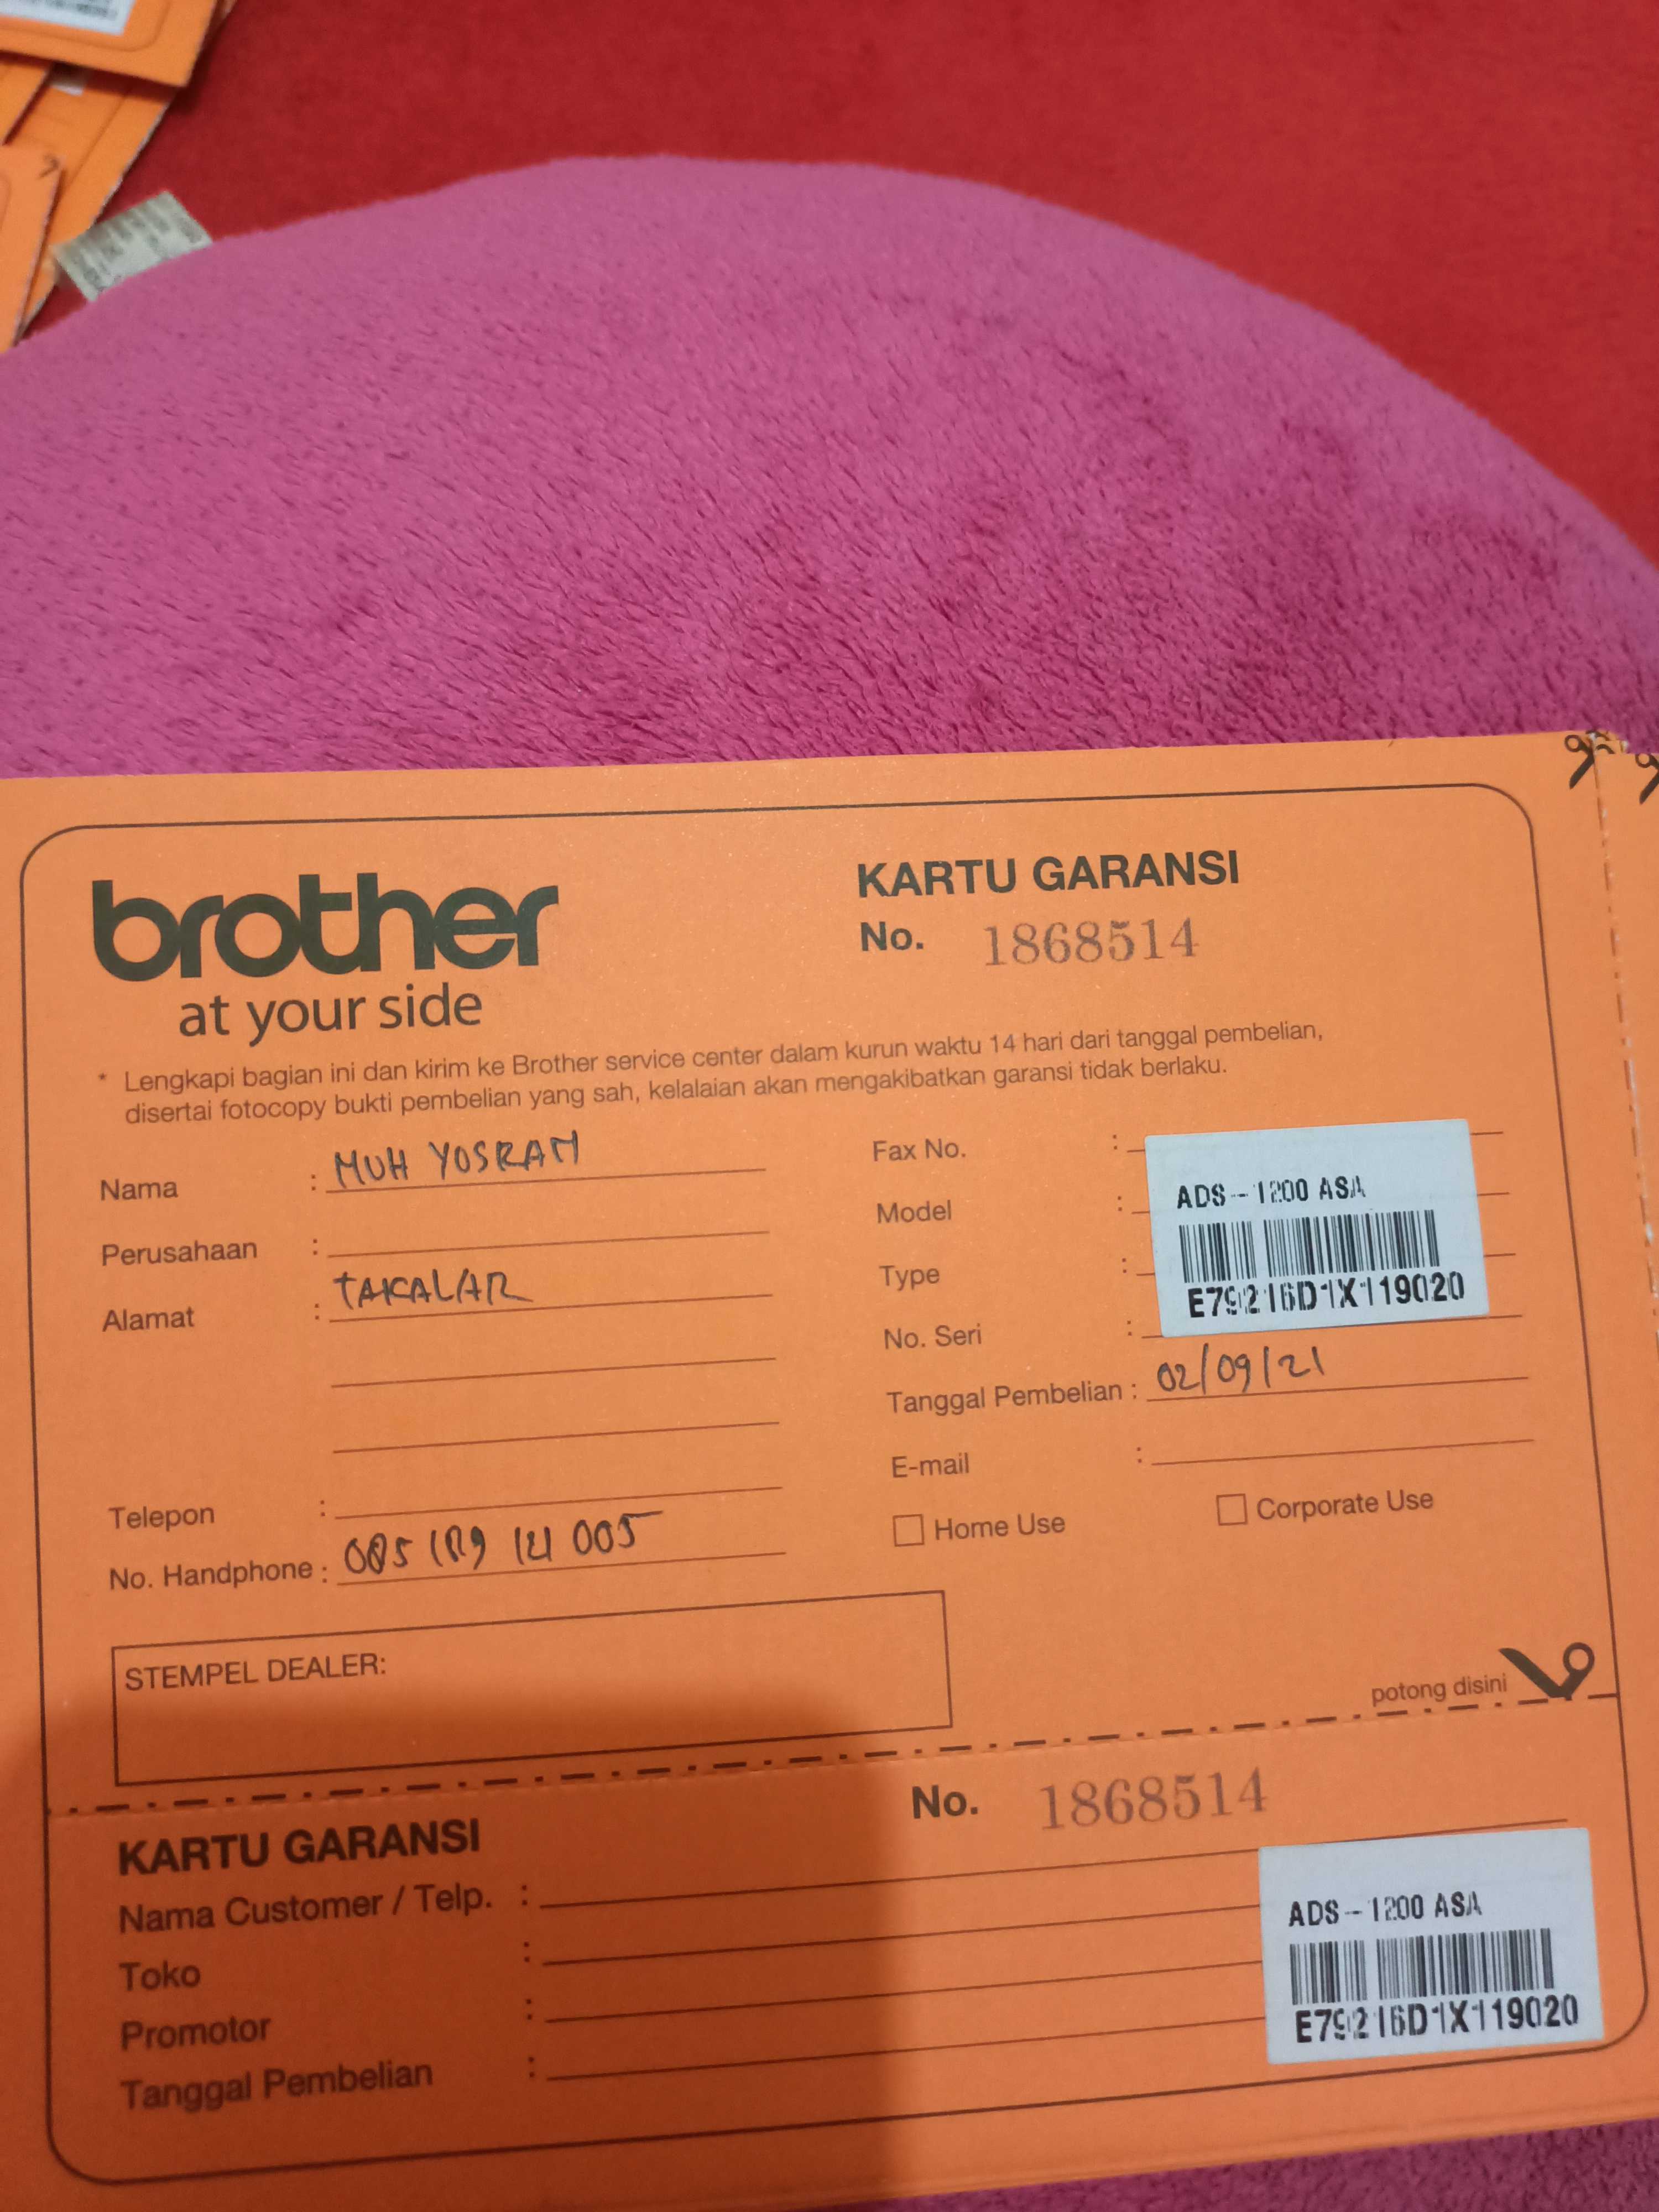 brother
at your side
KARTU GARANSI
No. 1868514
* Lengkapi bagian ini dan kirim ke Brother service center dalam kurun waktu 14 hari dari tanggal pembelian,
disertai fotocopy bukti pembelian yang sah, kelalaian akan mengakibatkan garansi tidak berlaku.
Nama : MUH YOSRAM
Perusahaan :
Alamat : TAKALAR
Telepon :
No. Handphone : 005
Fax No. :
Model :
Type :
No. Seri :
ADS-1200 ASA
E79216D1X119020
Tanggal Pembelian : 02/09/21
E-mail :
Home Use
Corporate Use
STEMPEL DEALER:
potong disini
KARTU GARANSI
No. 1868514
Nama Customer / Telp. :
Toko :
Promotor :
Tanggal Pembelian :
ADS-1200 ASA
E79216D1X119020